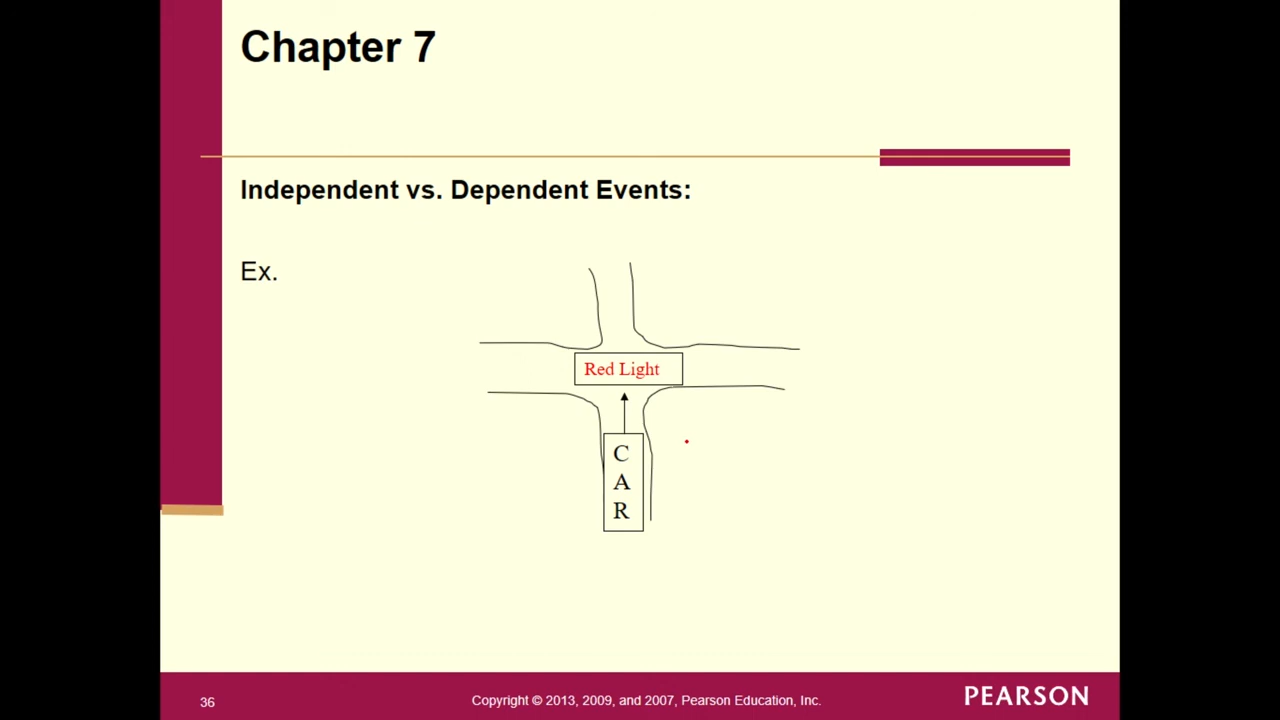 Chapter 7
Independent vs. Dependent Events:
Ex.
Red Light
C
A
R
36
Copyright © 2013, 2009, and 2007, Pearson Education, Inc.
PEARSON